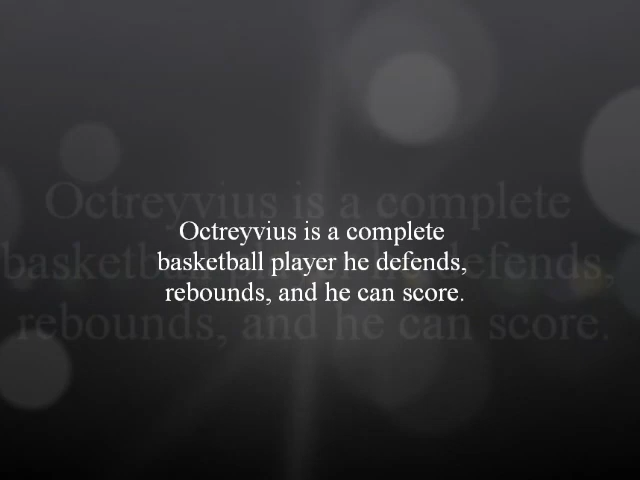 Octreyvius is a complete
basketball player he defends,
rebounds, and he can score.